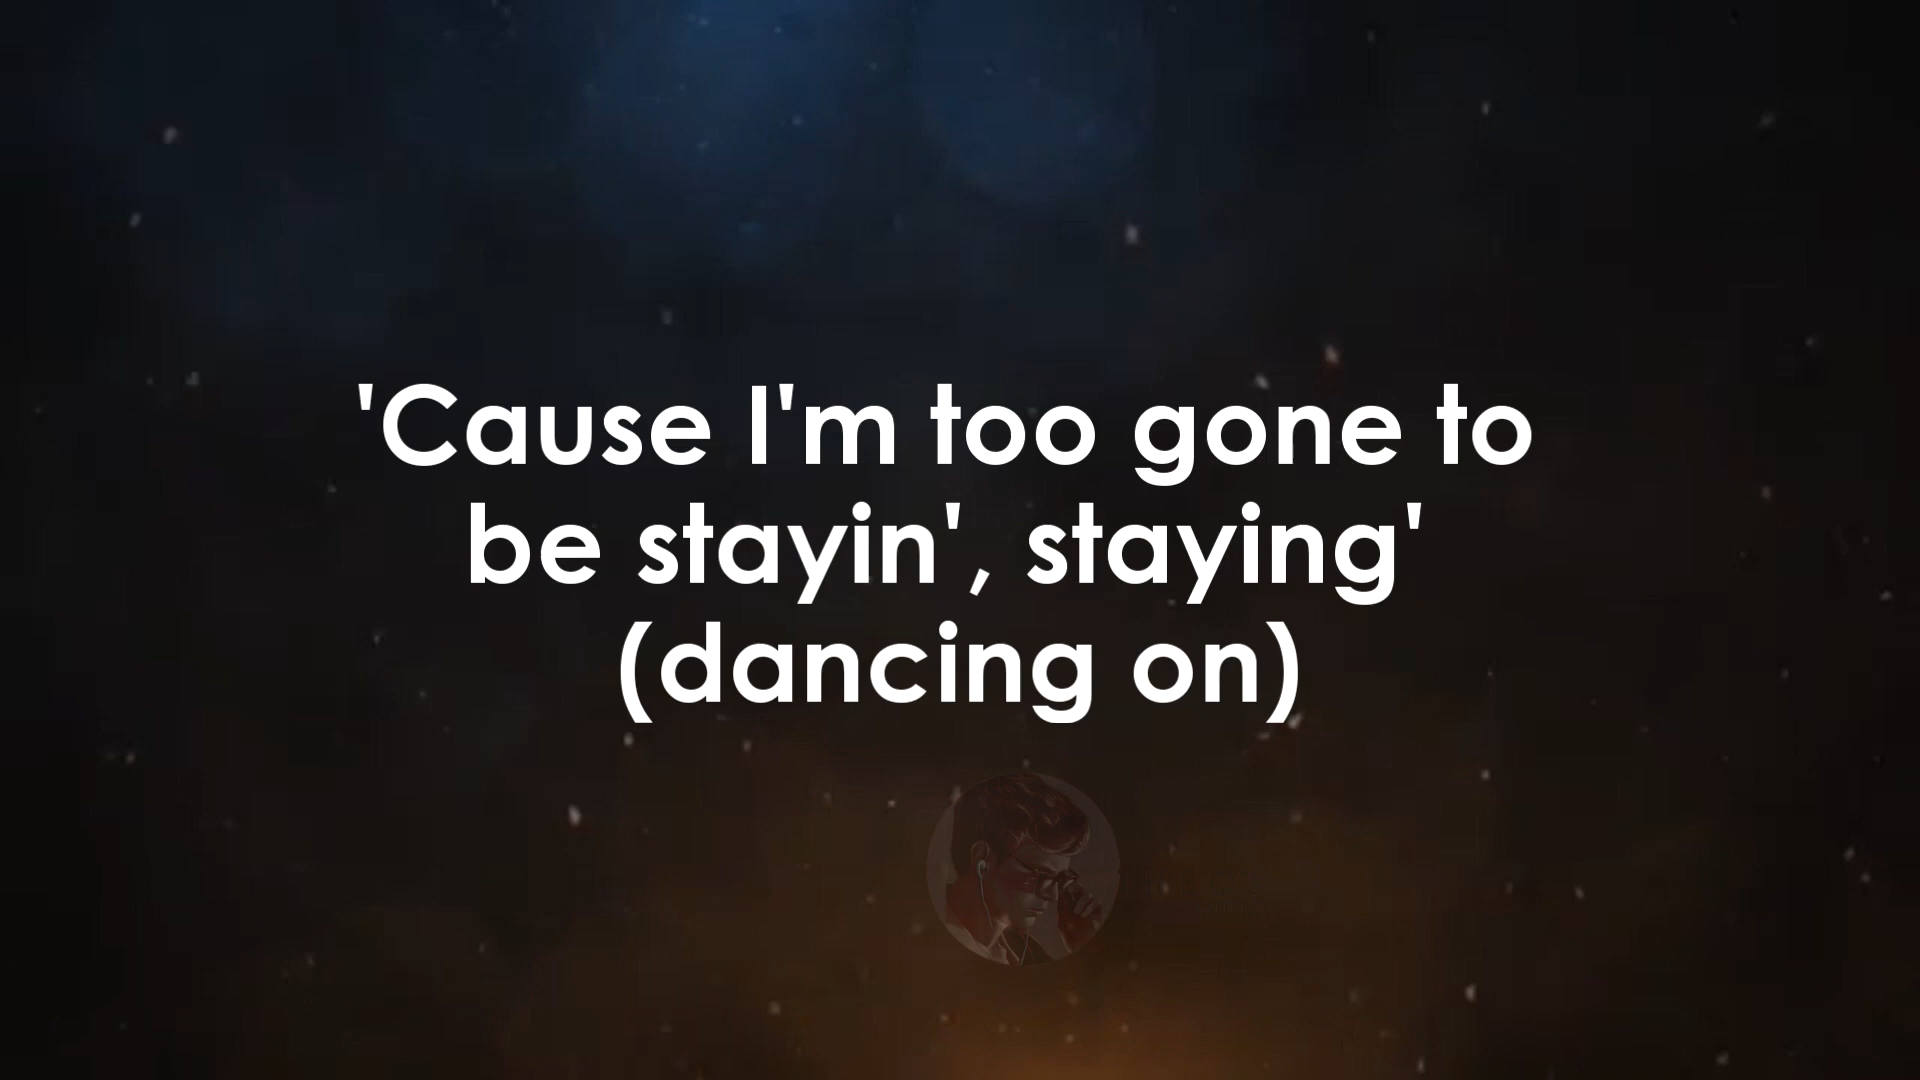 'Cause I'm too gone to
be stayin', staying'
(dancing on)